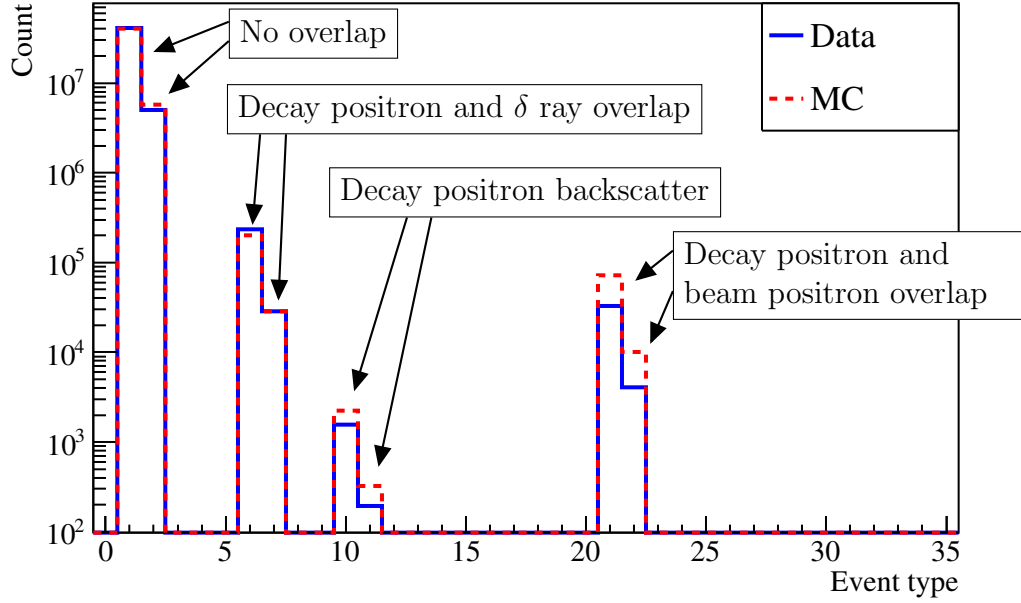 Count
No overlap
Data
MC
Decay positron and δ ray overlap
Decay positron backscatter
Decay positron and
beam positron overlap
10^7
10^6
10^5
10^4
10^3
10^2
0 5 10 15 20 25 30 35
Event type